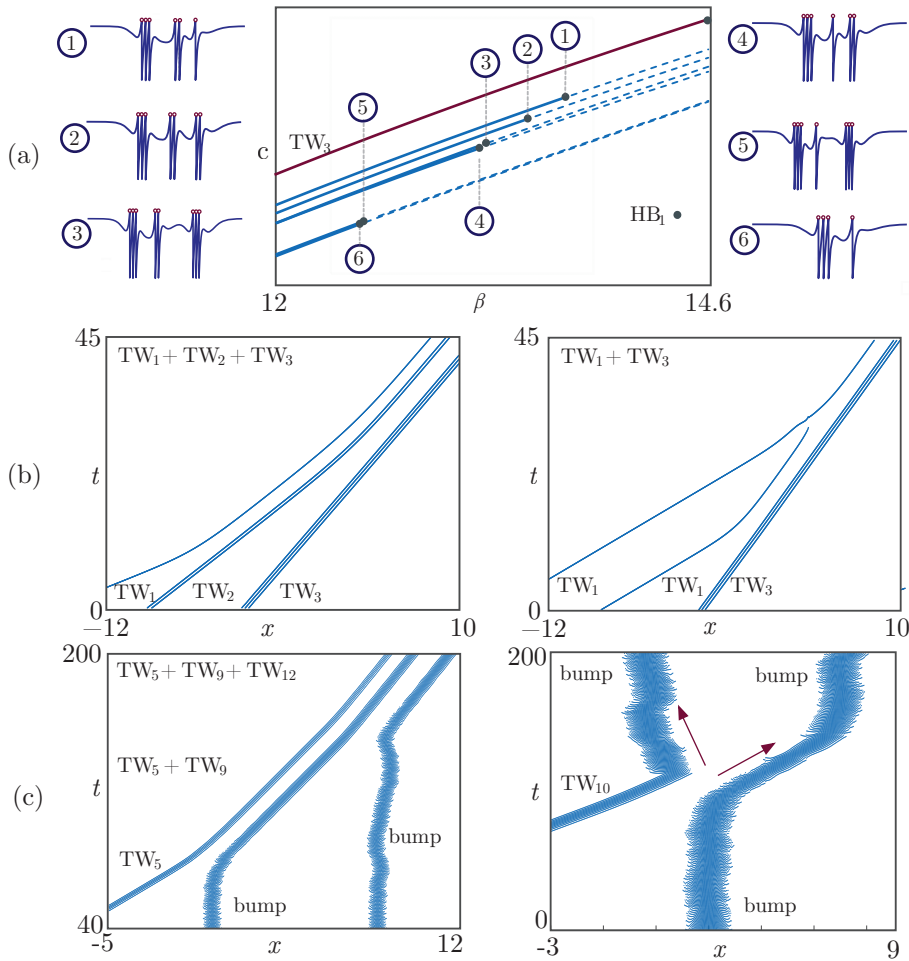 (a)
1
2
3
4
5
6
c
TW₃
5
3
2
1
4
6
HB₁
12
β
14.6
(b)
45
t
0
TW₁ + TW₂ + TW₃
TW₁
TW₂
TW₃
−12
x
10
45
t
0
TW₁ + TW₃
TW₁
TW₁
TW₃
−12
x
10
(c)
200
t
40
TW₅ + TW₉ + TW₁₂
TW₅ + TW₉
TW₅
bump
bump
-5
x
12
200
t
0
bump
bump
TW₁₀
bump
-3
x
9